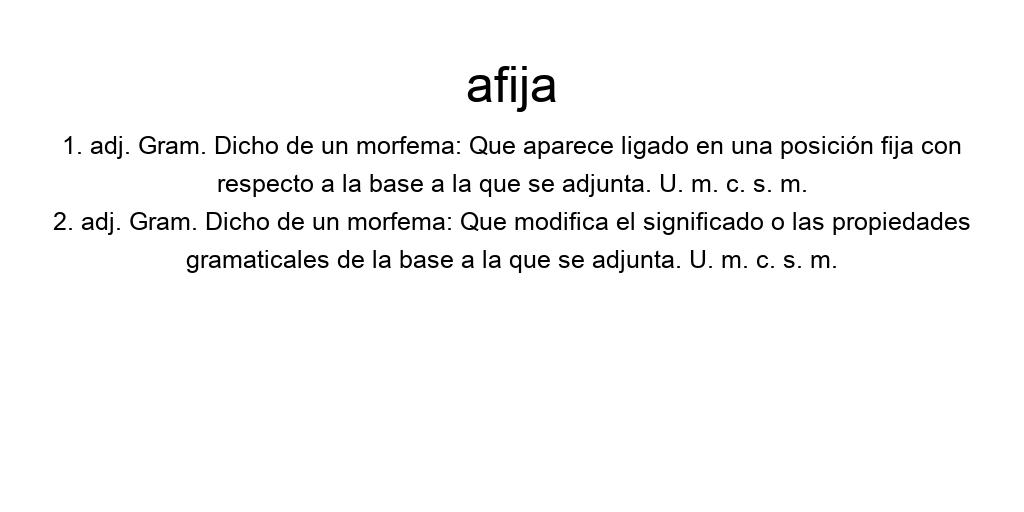 afija
1. adj. Gram. Dicho de un morfema: Que aparece ligado en una posición fija con
respecto a la base a la que se adjunta. U. m. c. s. m.
2. adj. Gram. Dicho de un morfema: Que modifica el significado o las propiedades
gramaticales de la base a la que se adjunta. U. m. c. s. m.